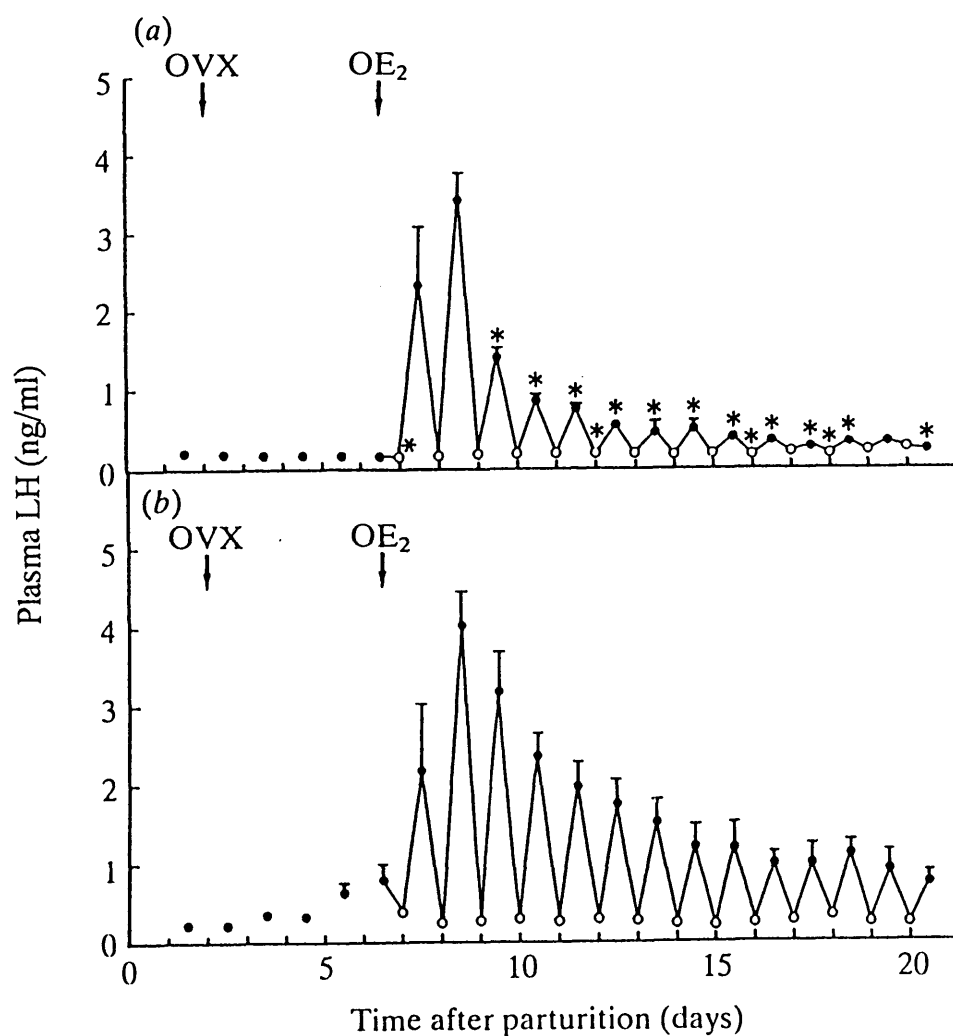 (a)
OVX OE₂
5
4
3
2
1
0
* * * * * * * * * * * * * * *
(b)
OVX OE₂
5
4
3
2
1
0
0 5 10 15 20
Plasma LH (ng/ml)
Time after parturition (days)